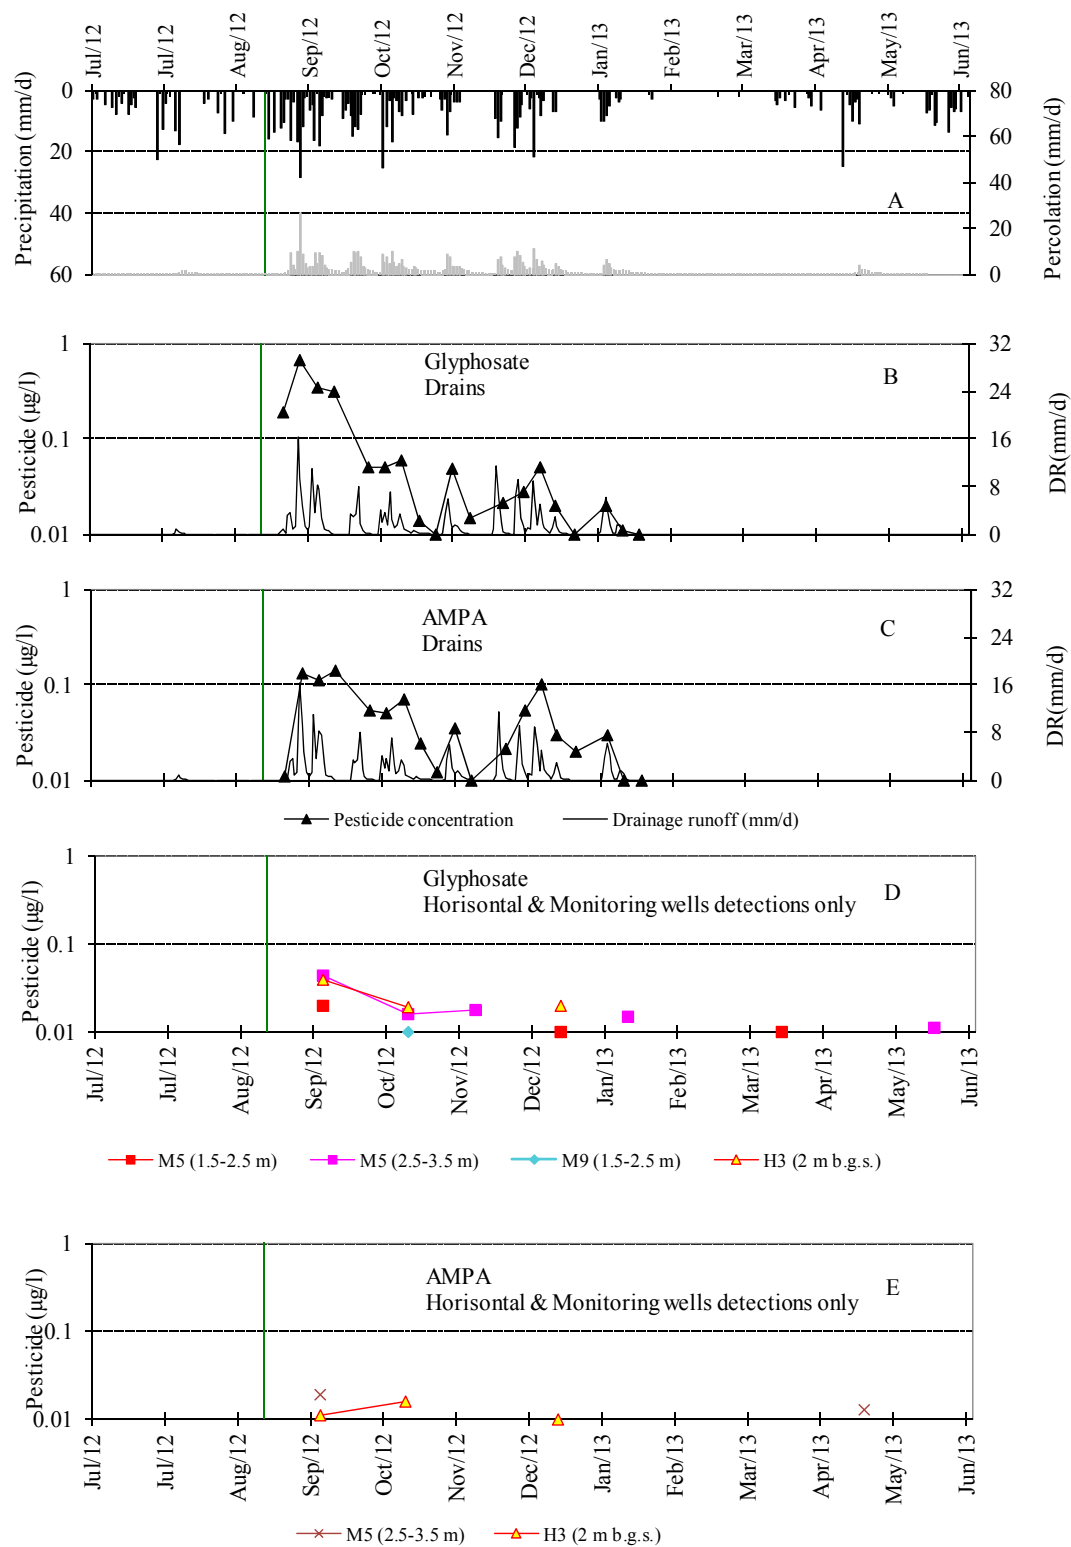 Jul/12 Jul/12 Aug/12 Sep/12 Oct/12 Nov/12 Dec/12 Jan/13 Feb/13 Mar/13 Apr/13 May/13 Jun/13
Precipitation (mm/d)
0
20
40
60
A
80
60
40
20
0
Percolation (mm/d)
Pesticide (µg/l)
1
0.1
0.01
Glyphosate
Drains
B
32
24
16
8
0
DR(mm/d)
Pesticide (µg/l)
1
0.1
0.01
AMPA
Drains
C
32
24
16
8
0
DR(mm/d)
Pesticide concentration
Drainage runoff (mm/d)
Pesticide (µg/l)
1
0.1
0.01
Glyphosate
Horisontal & Monitoring wells detections only
D
Jul/12 Jul/12 Aug/12 Sep/12 Oct/12 Nov/12 Dec/12 Jan/13 Feb/13 Mar/13 Apr/13 May/13 Jun/13
M5 (1.5-2.5 m)
M5 (2.5-3.5 m)
M9 (1.5-2.5 m)
H3 (2 m b.g.s.)
Pesticide (µg/l)
1
0.1
0.01
AMPA
Horisontal & Monitoring wells detections only
E
Jul/12 Jul/12 Aug/12 Sep/12 Oct/12 Nov/12 Dec/12 Jan/13 Feb/13 Mar/13 Apr/13 May/13 Jun/13
M5 (2.5-3.5 m)
H3 (2 m b.g.s.)